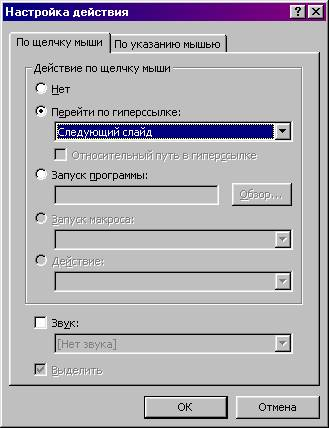 Настройка действия
По щелчку мыши
По указанию мышью
Действие по щелчку мыши
Нет
Перейти по гиперссылке:
Следующий слайд
Относительный путь в гиперссылке
Запуск программы:
Обзор...
Запуск макроса:
Действие:
Звук:
[Нет звука]
Выделить
ОК
Отмена